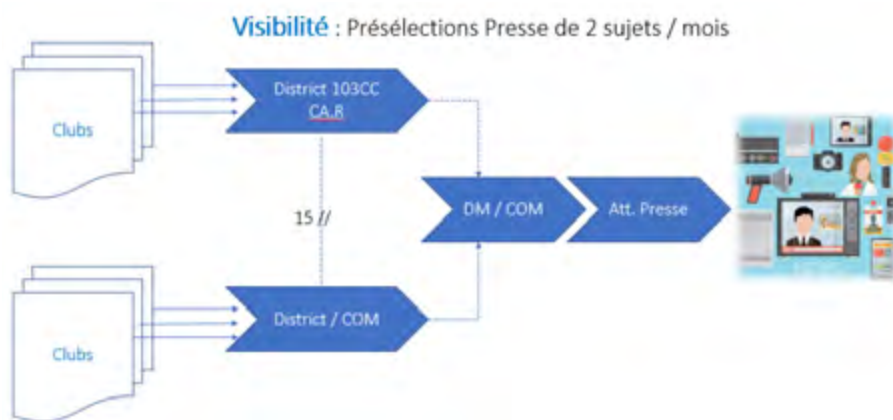 Visibilité : Présélections Presse de 2 sujets / mois
Clubs
District 103CC
CA.R
DM / COM
Att. Presse
15 //
District / COM
Clubs